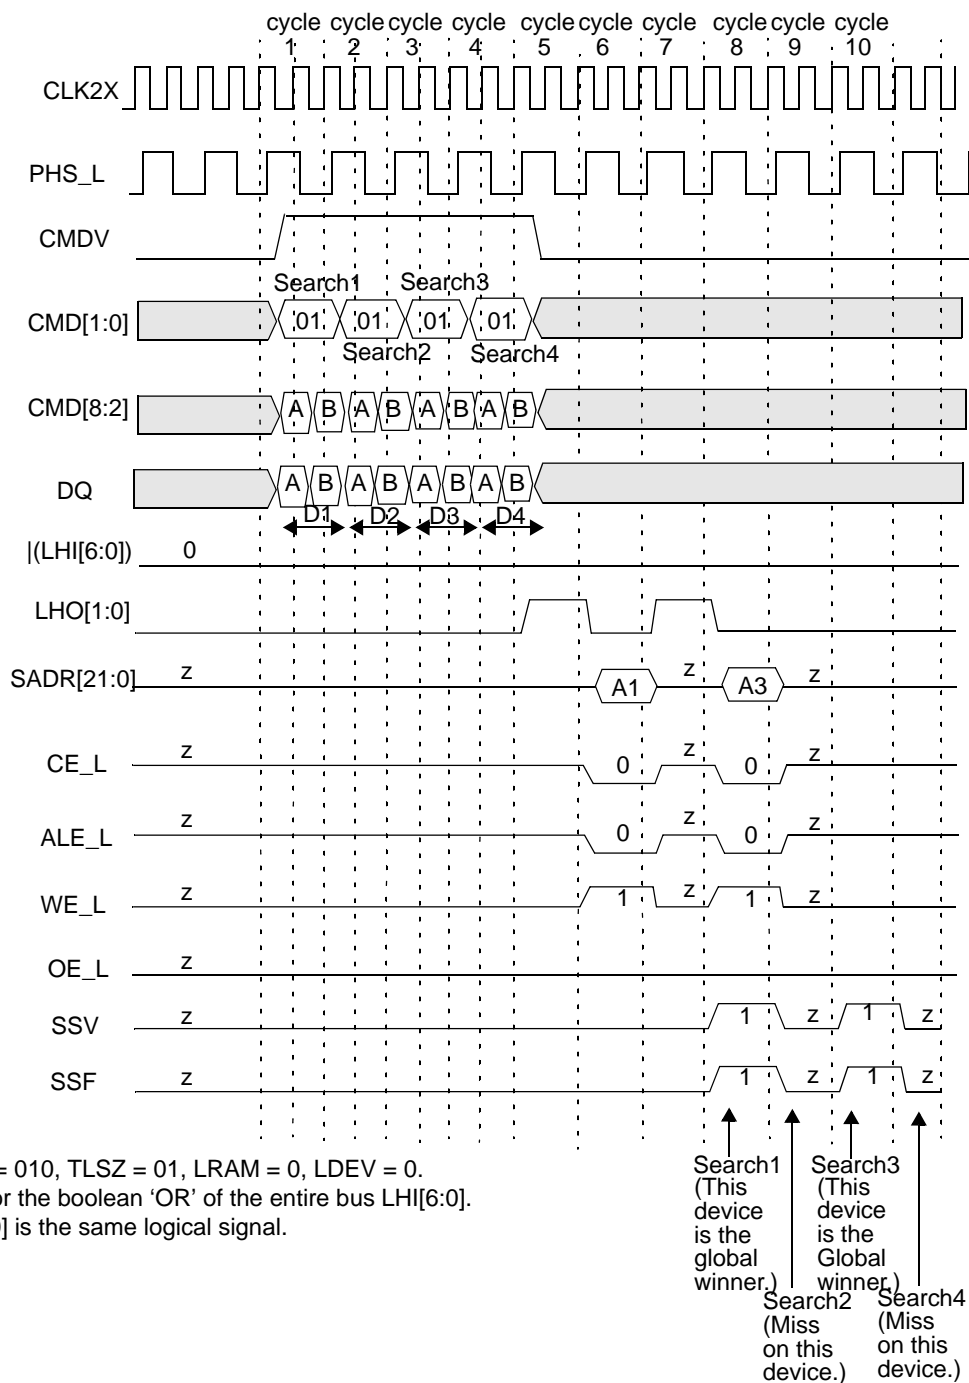 cycle cycle cycle cycle cycle cycle cycle cycle cycle cycle
1 2 3 4 5 6 7 8 9 10
CLK2X
PHS_L
CMDV
Search1 Search3
CMD[1:0] 01 01 01 01
Search2 Search4
CMD[8:2] A B A B A B A B
DQ A B A B A B A B
D1 D2 D3 D4
|(LHI[6:0]) 0
LHO[1:0]
SADR[21:0] z A1 z A3 z
CE_L z 0 z 0 z
ALE_L z 0 z 0 z
WE_L z 1 z 1 z
OE_L z
SSV z 1 z 1 z
SSF z 1 z 1 z
= 010, TLSZ = 01, LRAM = 0, LDEV = 0.
or the boolean ‘OR’ of the entire bus LHI[6:0].
] is the same logical signal.
Search1
(This
device
is the
global
winner.)
Search2
(Miss
on this
device.)
Search3
(This
device
is the
Global
winner.)
Search4
(Miss
on this
device.)